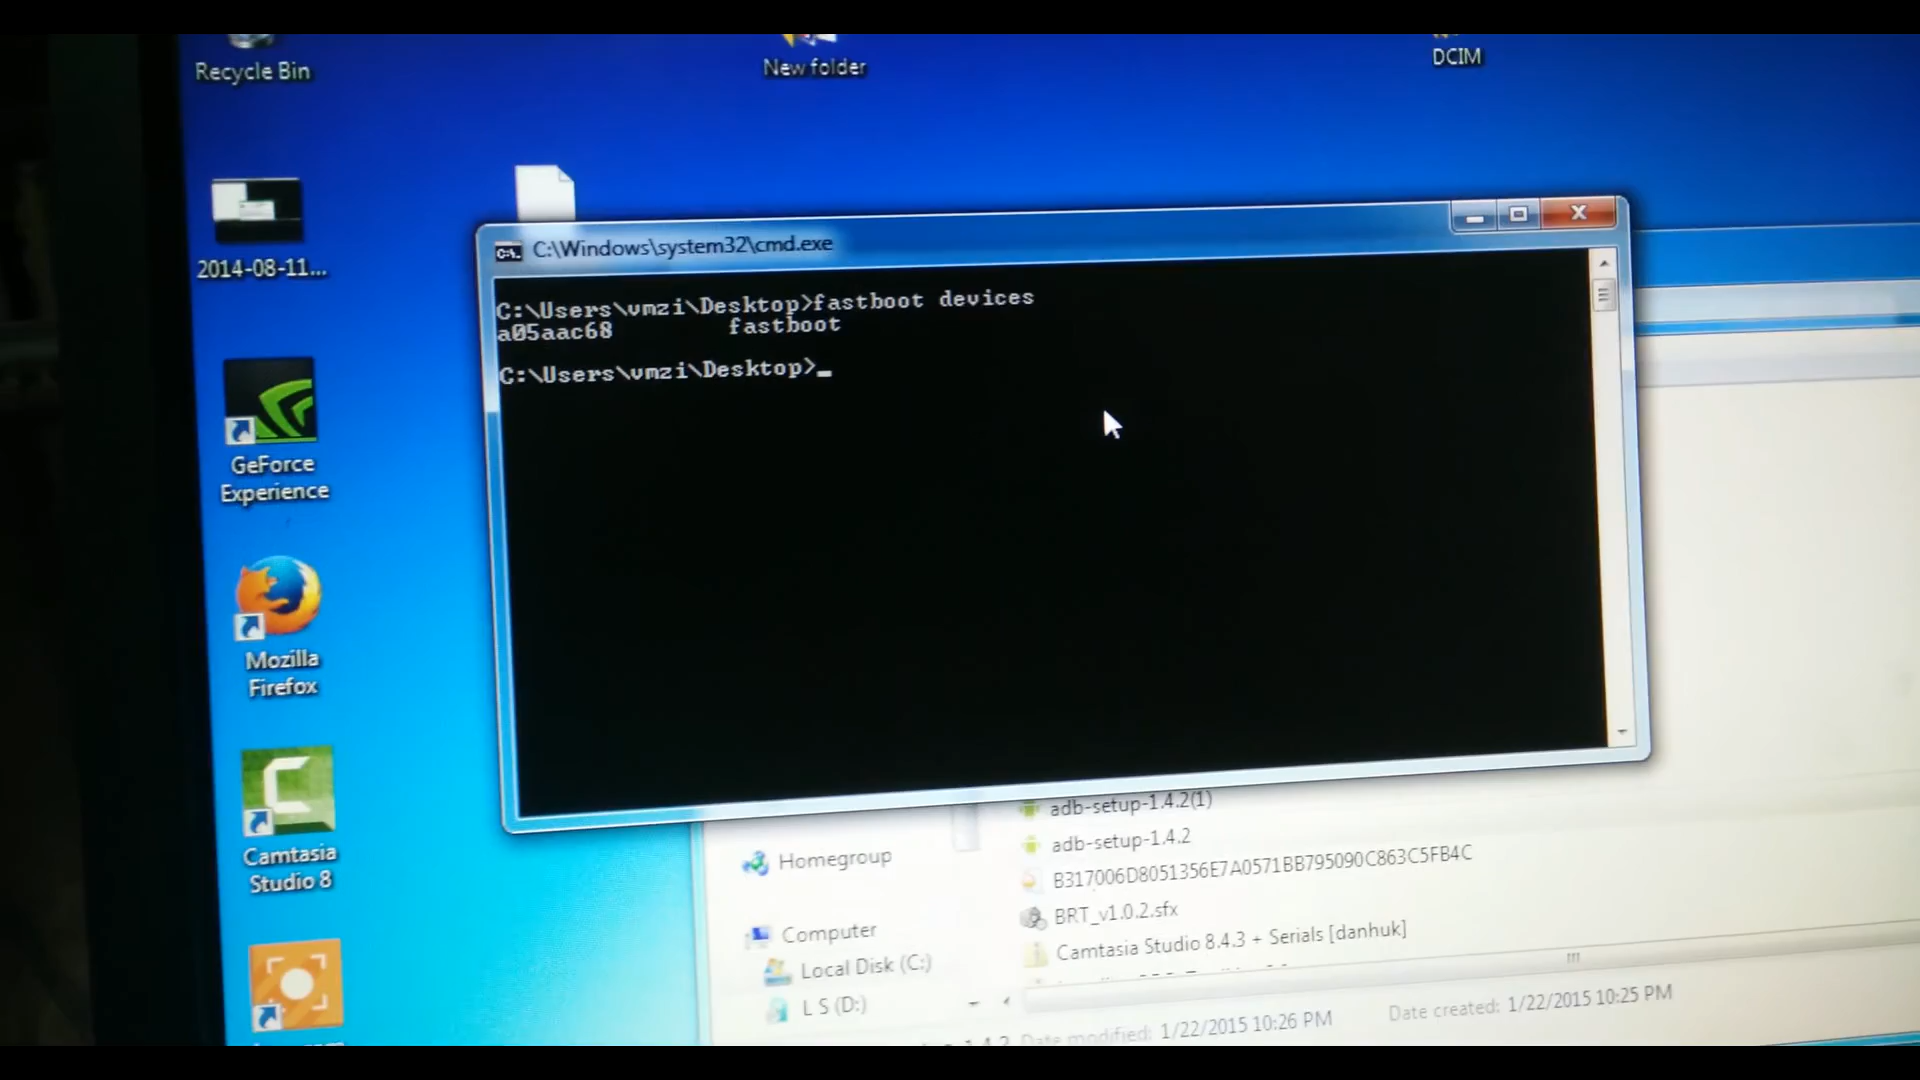 Recycle Bin
New folder
DCIM
2014-08-11...
C:\Windows\system32\cmd.exe
C:\Users\vmzi\Desktop>fastboot devices
a05aac68 fastboot
C:\Users\vmzi\Desktop>_
GeForce
Experience
Mozilla
Firefox
Camtasia
Studio 8
adb-setup-1.4.2(1)
adb-setup-1.4.2
B317006D8051356E7A0571BB795090C863C5FB4C
BRT_v1.0.2.sfx
Camtasia Studio 8.4.3 + Serials [danhuk]
Homegroup
Computer
Local Disk (C:)
L S (D:)
Date modified: 1/22/2015 10:26 PM
Date created: 1/22/2015 10:25 PM